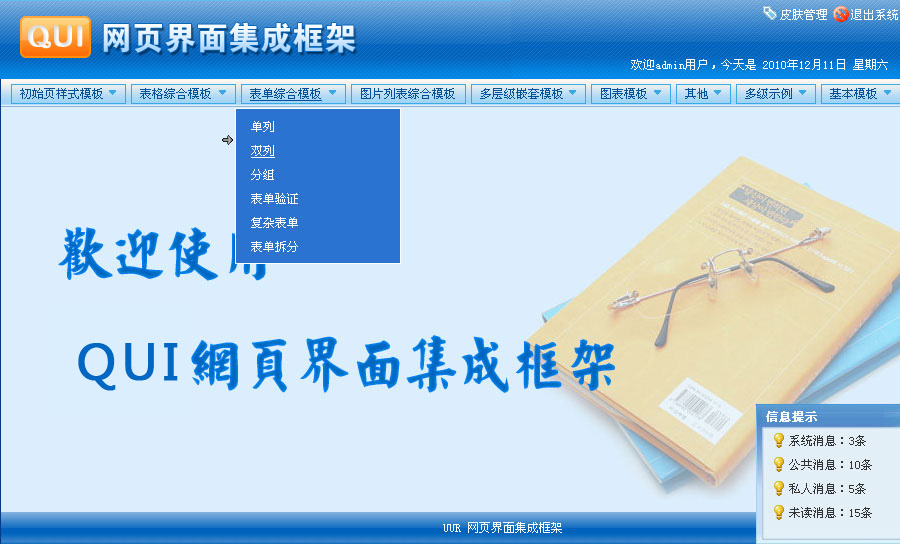 皮肤管理 退出系统
QUI 网页界面集成框架
欢迎admin用户，今天是 2010年12月11日 星期六
初始页样式模板 表格综合模板 表单综合模板 图片列表综合模板 多层级嵌套模板 图表模板 其他 多级示例 基本模板
单列
双列
分组
表单验证
复杂表单
表单拆分
歡迎使用
QUI網頁界面集成框架
信息提示
系统消息：3条
公共消息：10条
私人消息：5条
未读消息：15条
UUR 网页界面集成框架